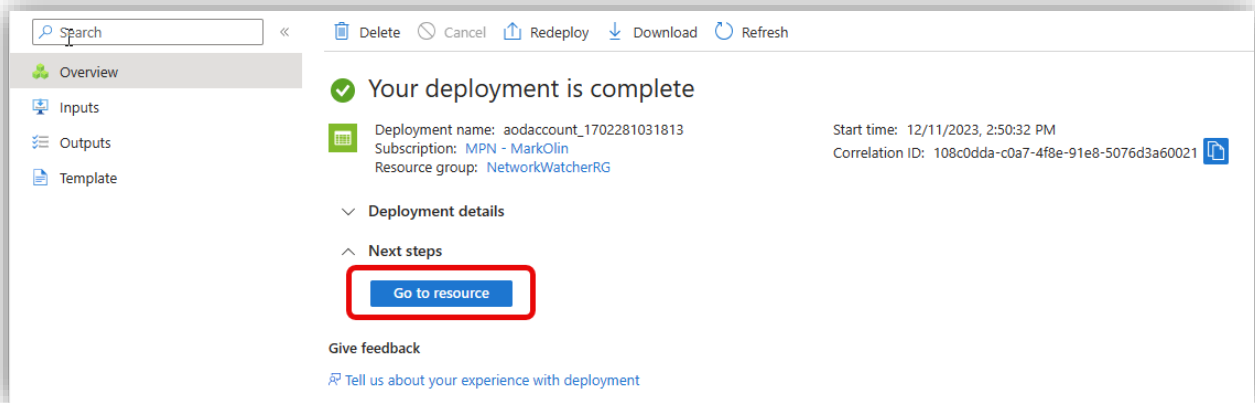 Search
«
Delete Cancel Redeploy Download Refresh
Overview
Inputs
Outputs
Template
Your deployment is complete
Deployment name: aodaccount_1702281031813
Subscription: MPN - MarkOlin
Resource group: NetworkWatcherRG
Start time: 12/11/2023, 2:50:32 PM
Correlation ID: 108c0dda-c0a7-4f8e-91e8-5076d3a60021
Deployment details
Next steps
Go to resource
Give feedback
Tell us about your experience with deployment